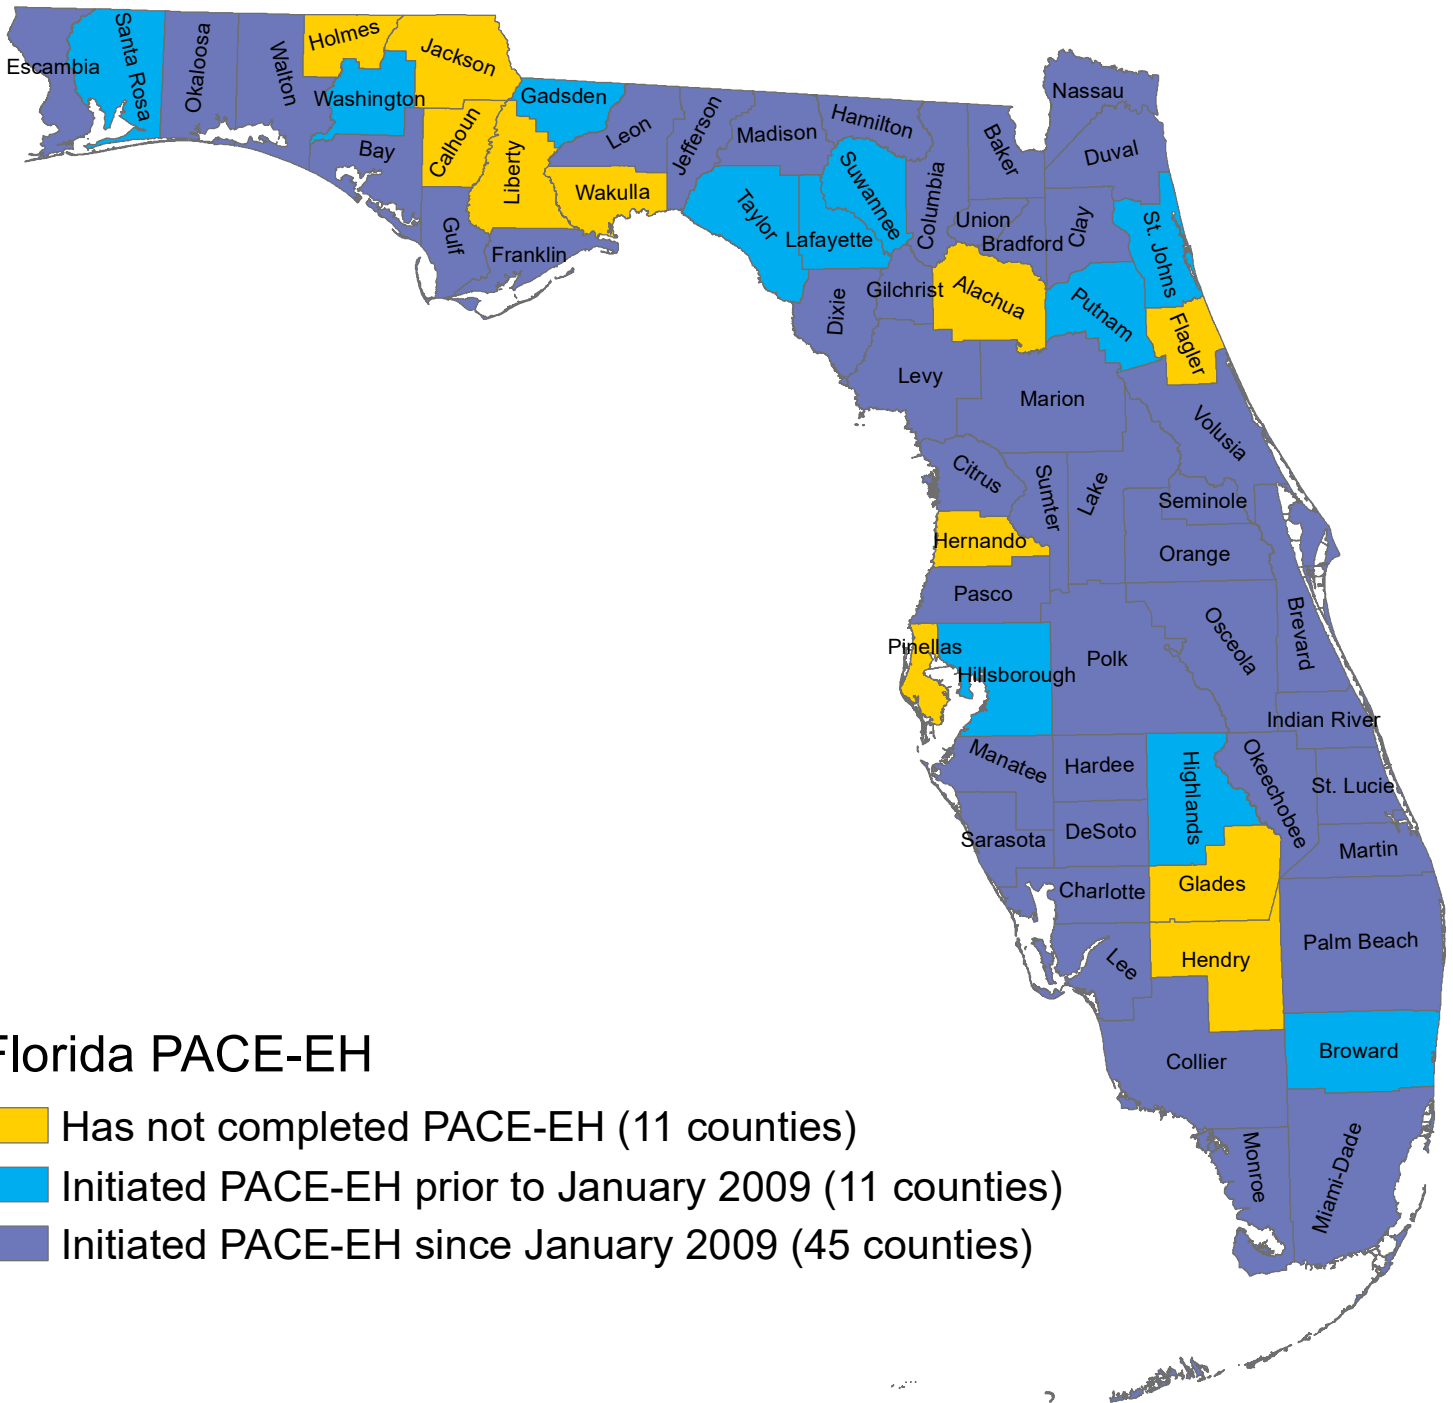 Escambia
Santa Rosa
Okaloosa
Walton
Holmes
Washington
Jackson
Bay
Calhoun
Gulf
Liberty
Gadsden
Franklin
Wakulla
Leon
Jefferson
Madison
Taylor
Hamilton
Suwannee
Lafayette
Dixie
Columbia
Gilchrist
Baker
Union
Bradford
Nassau
Duval
Clay
St. Johns
Alachua
Putnam
Flagler
Levy
Marion
Volusia
Citrus
Sumter
Lake
Seminole
Hernando
Orange
Pasco
Brevard
Osceola
Pinellas
Hillsborough
Polk
Indian River
Manatee
Hardee
Highlands
Okeechobee
St. Lucie
Sarasota
DeSoto
Martin
Charlotte
Glades
Palm Beach
Lee
Hendry
Collier
Broward
Monroe
Miami-Dade
Florida PACE-EH
Has not completed PACE-EH (11 counties)
Initiated PACE-EH prior to January 2009 (11 counties)
Initiated PACE-EH since January 2009 (45 counties)